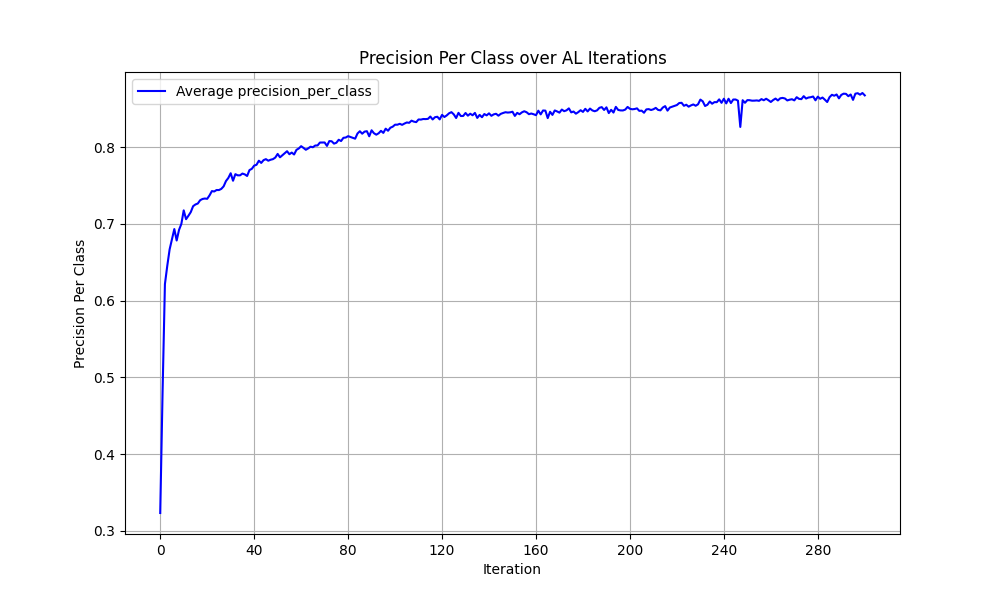 Precision Per Class over AL Iterations
Average precision_per_class
Precision Per Class
0.8
0.7
0.6
0.5
0.4
0.3
0 40 80 120 160 200 240 280
Iteration